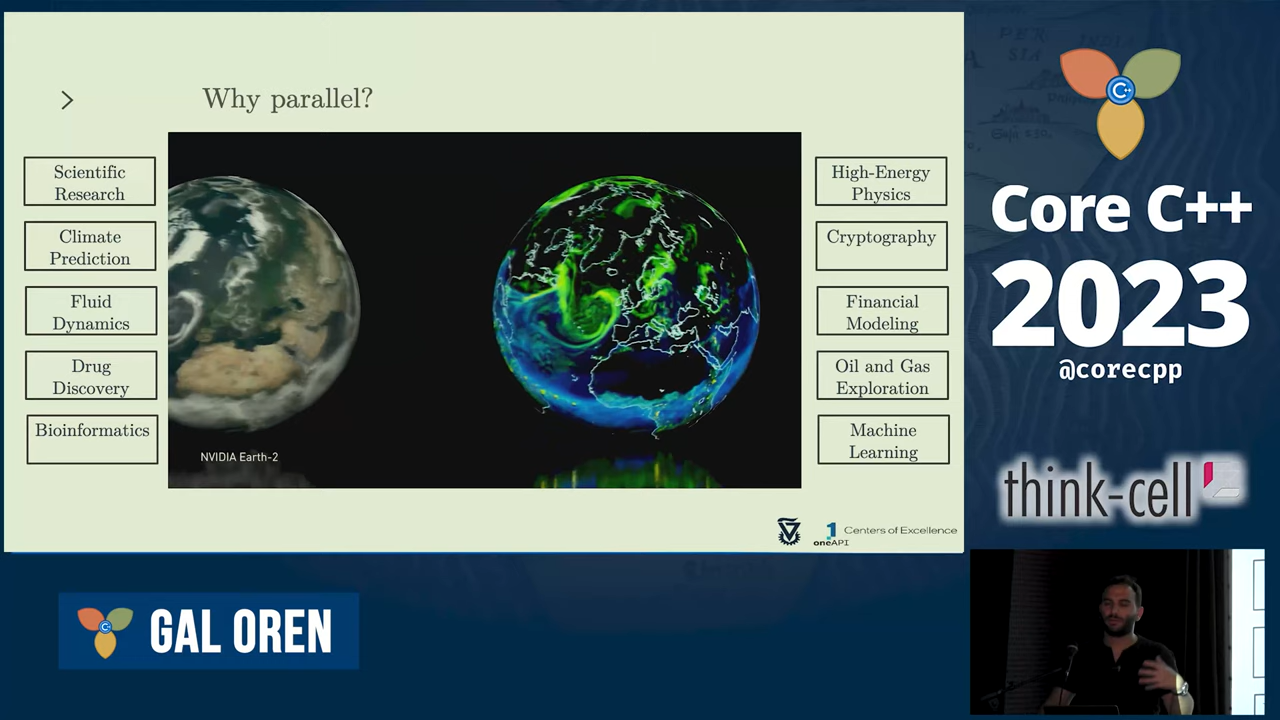 Why parallel?
Scientific
Research
Climate
Prediction
Fluid
Dynamics
Drug
Discovery
Bioinformatics
NVIDIA Earth-2
High-Energy
Physics
Cryptography
Financial
Modeling
Oil and Gas
Exploration
Machine
Learning
oneAPI
Centers of Excellence
C++
Core C++
2023
@corecpp
think-cell
GAL OREN